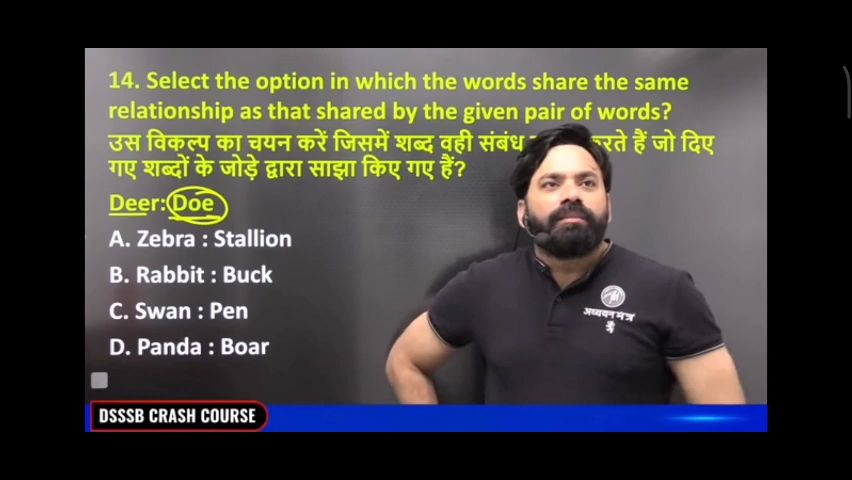 14. Select the option in which the words share the same
relationship as that shared by the given pair of words?
उस विकल्प का चयन करें जिसमें शब्द वही संबंध करते हैं जो दिए
गए शब्दों के जोड़े द्वारा साझा किए गए हैं?
Deer:Doe
A. Zebra : Stallion
B. Rabbit : Buck
C. Swan : Pen
D. Panda : Boar
अध्ययन मंत्र
DSSSB CRASH COURSE